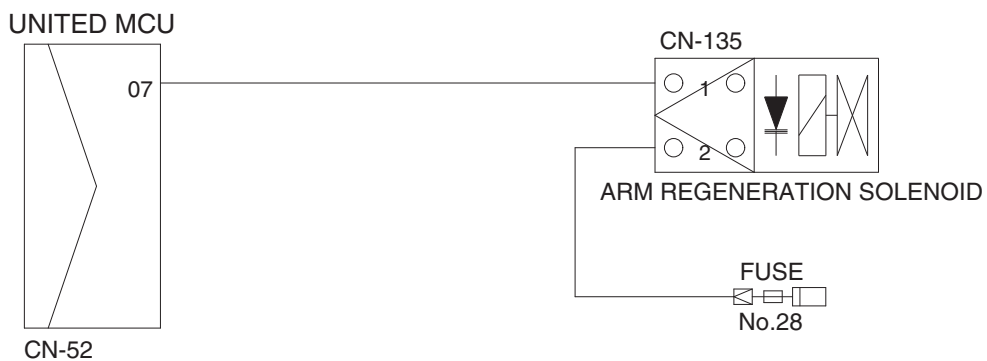 UNITED MCU
CN-135
07
1
2
ARM REGENERATION SOLENOID
FUSE
No.28
CN-52